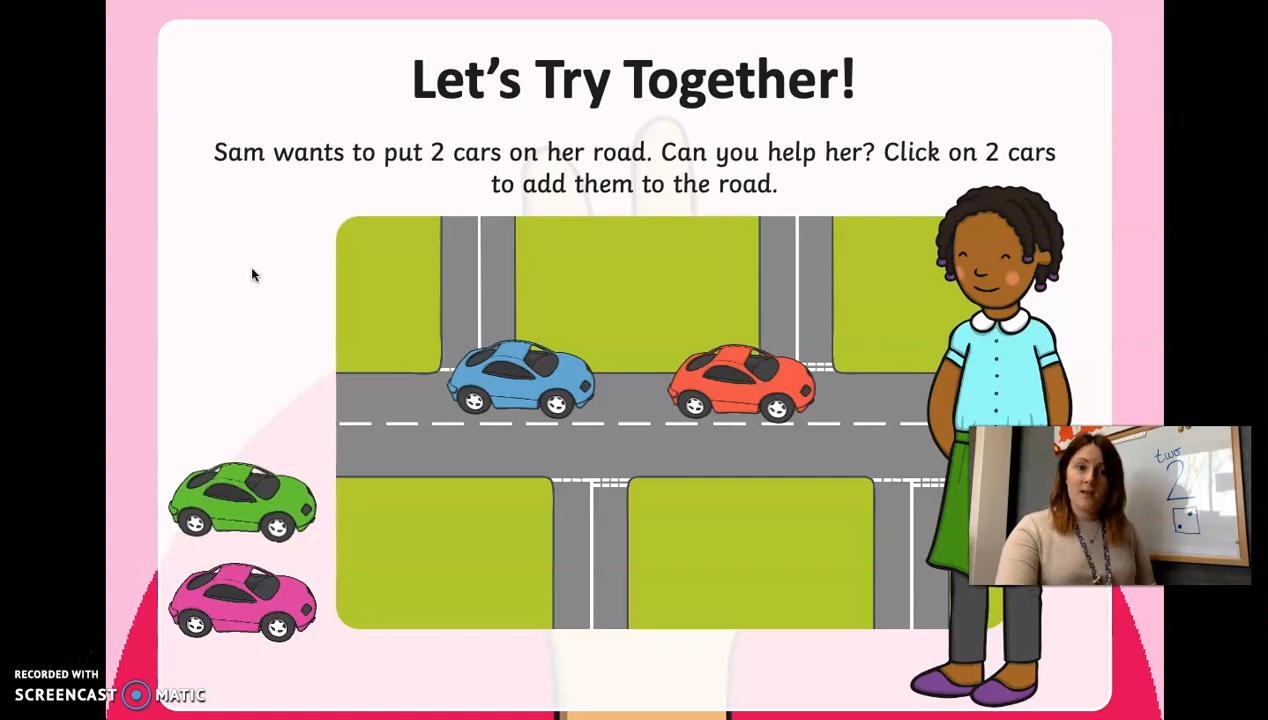 Let's Try Together!
Sam wants to put 2 cars on her road. Can you help her? Click on 2 cars
to add them to the road.
two
2
RECORDED WITH
SCREENCAST MATIC